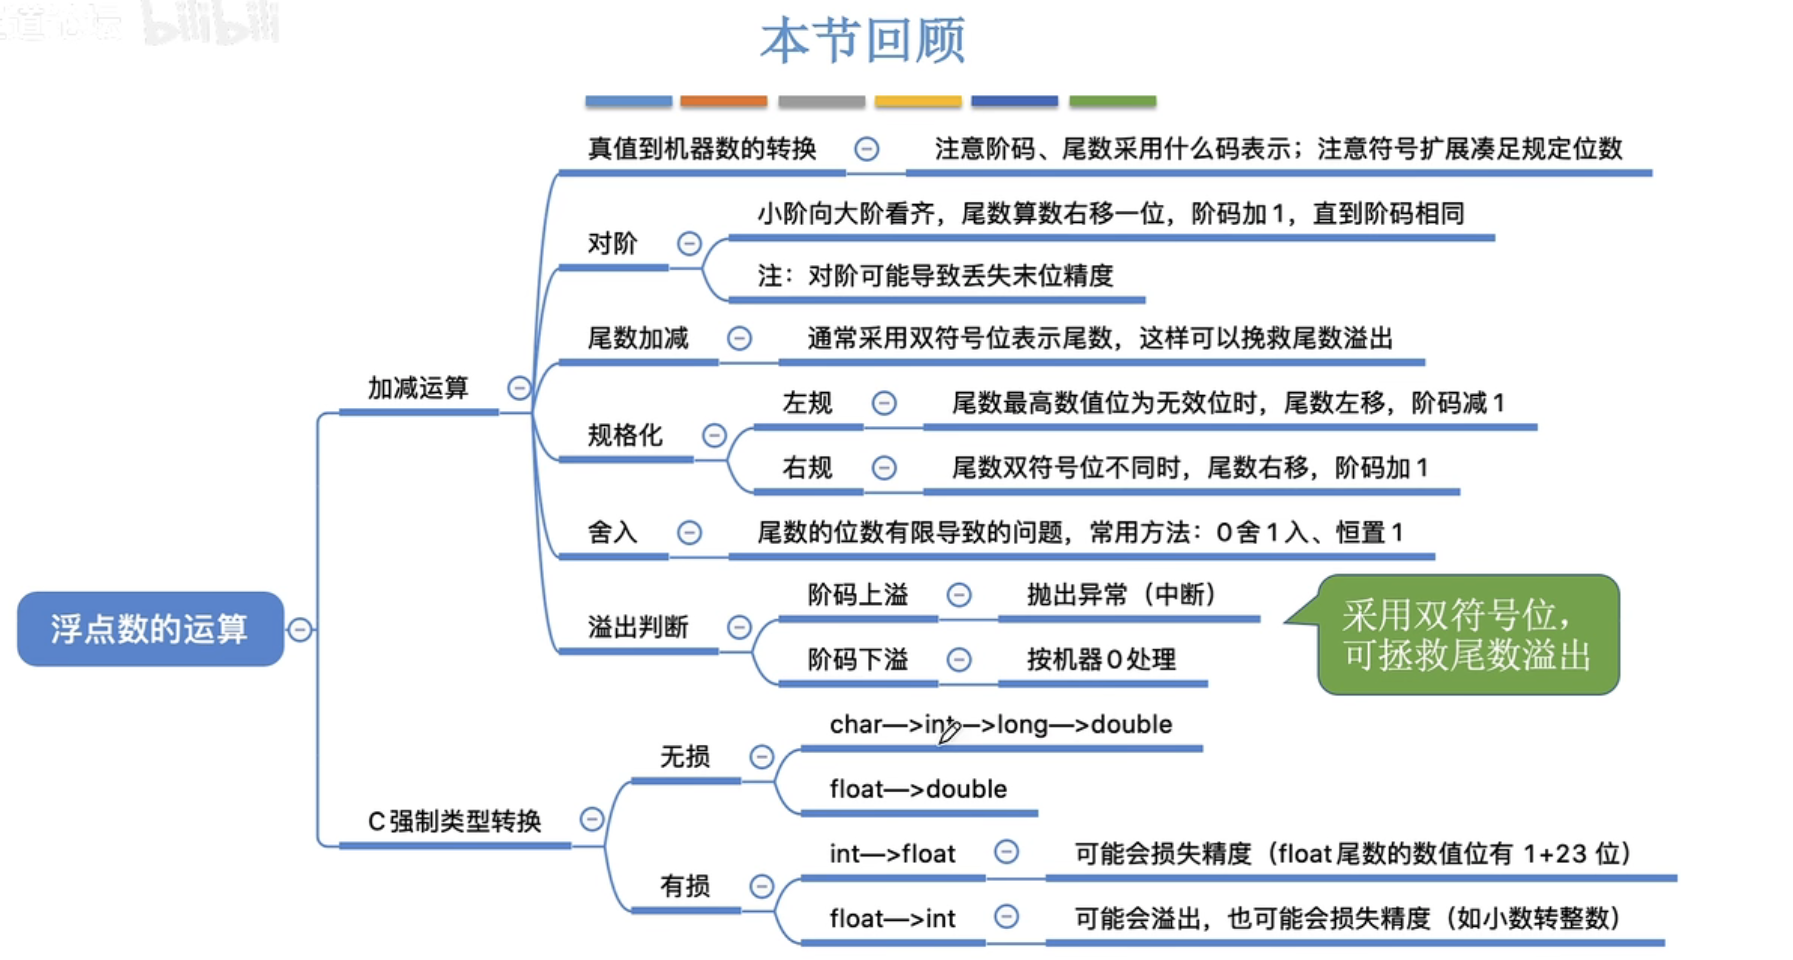 bilibili
本节回顾
真值到机器数的转换
注意阶码、尾数采用什么码表示；注意符号扩展凑足规定位数
对阶
小阶向大阶看齐，尾数算数右移一位，阶码加1，直到阶码相同
注：对阶可能导致丢失末位精度
尾数加减
通常采用双符号位表示尾数，这样可以挽救尾数溢出
加减运算
规格化
左规
尾数最高数值位为无效位时，尾数左移，阶码减1
右规
尾数双符号位不同时，尾数右移，阶码加1
舍入
尾数的位数有限导致的问题，常用方法：0舍1入、恒置1
溢出判断
阶码上溢
抛出异常（中断）
阶码下溢
按机器0处理
采用双符号位，
可拯救尾数溢出
浮点数的运算
C强制类型转换
无损
char—>int—>long—>double
float—>double
有损
int—>float
可能会损失精度（float尾数的数值位有 1+23 位）
float—>int
可能会溢出，也可能会损失精度（如小数转整数）